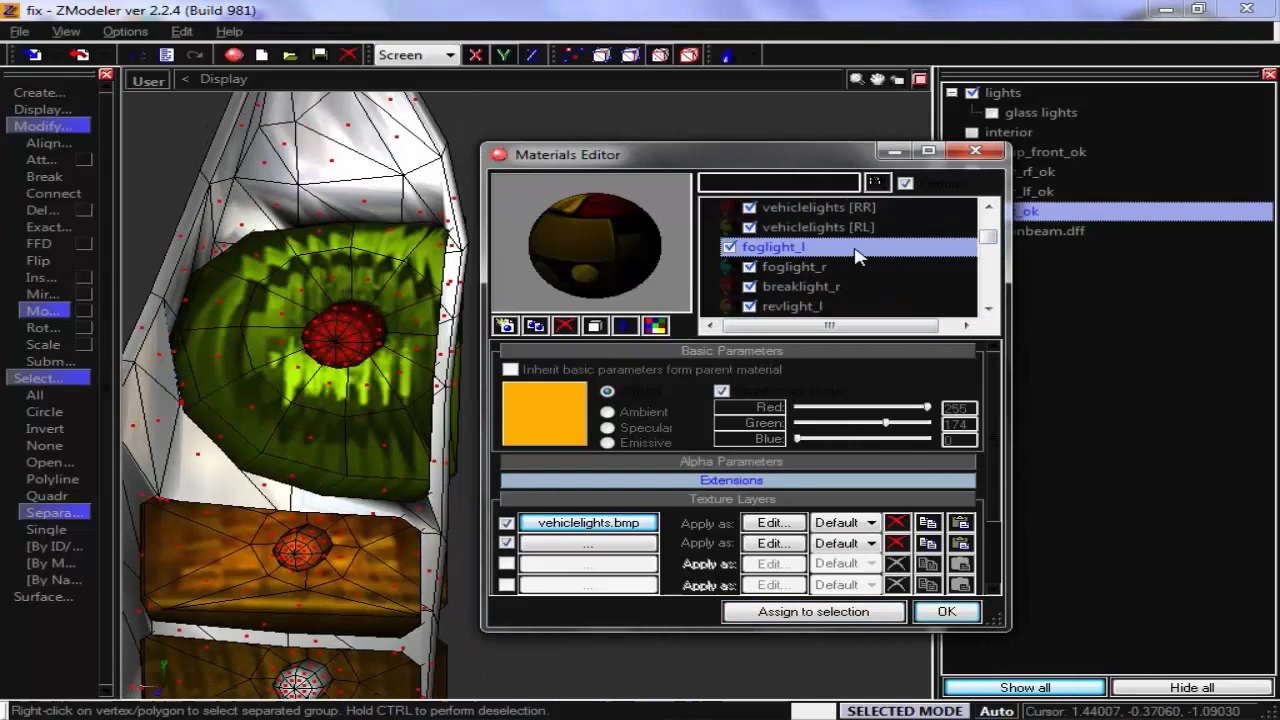 fix - ZModeler ver 2.2.4 (Build 981)
File View Options Edit Help
Screen X Y Z
User < Display
Create...
Display...
Modify...
Align...
Att...
Break
Connect
Del...
Exact...
FFD
Flip
Ins...
Mir...
Mo...
Rot...
Scale
Subm...
Select...
All
Circle
Invert
None
Open...
Polyline
Quadr
Separa...
Single
[By ID/...
[By M...
[By Na...
Surface...
Materials Editor
vehiclelights [RR]
vehiclelights [RL]
foglight_l
foglight_r
breaklight_r
revlight_l
Basic Parameters
Inherit basic parameters form parent material
Ambient
Specular
Emissive
Red: 255
Green: 174
Blue: 0
Alpha Parameters
Extensions
Texture Layers
vehiclelights.bmp Apply as: Edit... Default
... Apply as: Edit... Default
... Apply as: Edit... Default
... Apply as: Edit... Default
Assign to selection OK
lights
glass lights
interior
p_front_ok
_rf_ok
_lf_ok
_ok
onbeam.dff
Show all Hide all
Right-click on vertex/polygon to select separated group. Hold CTRL to perform deselection.
SELECTED MODE Auto Cursor: 1.44007, -0.37060, -1.09030